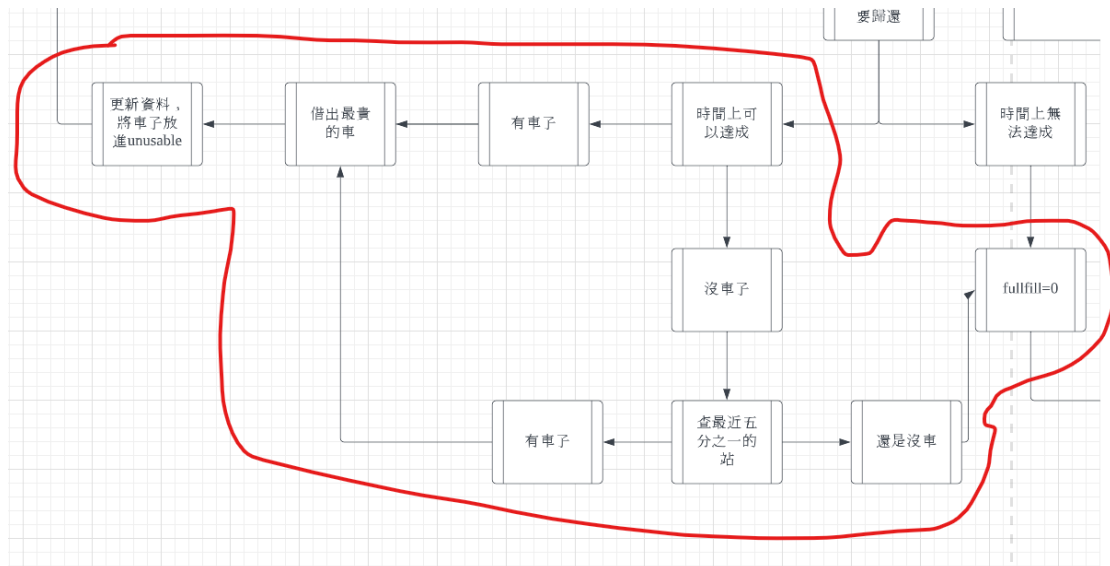 要歸還
更新資料，
將車子放
進unusable
借出最貴
的車
有車子
時間上可
以達成
時間上無
法達成
沒車子
fullfill=0
有車子
查最近五
分之一的
站
還是沒車